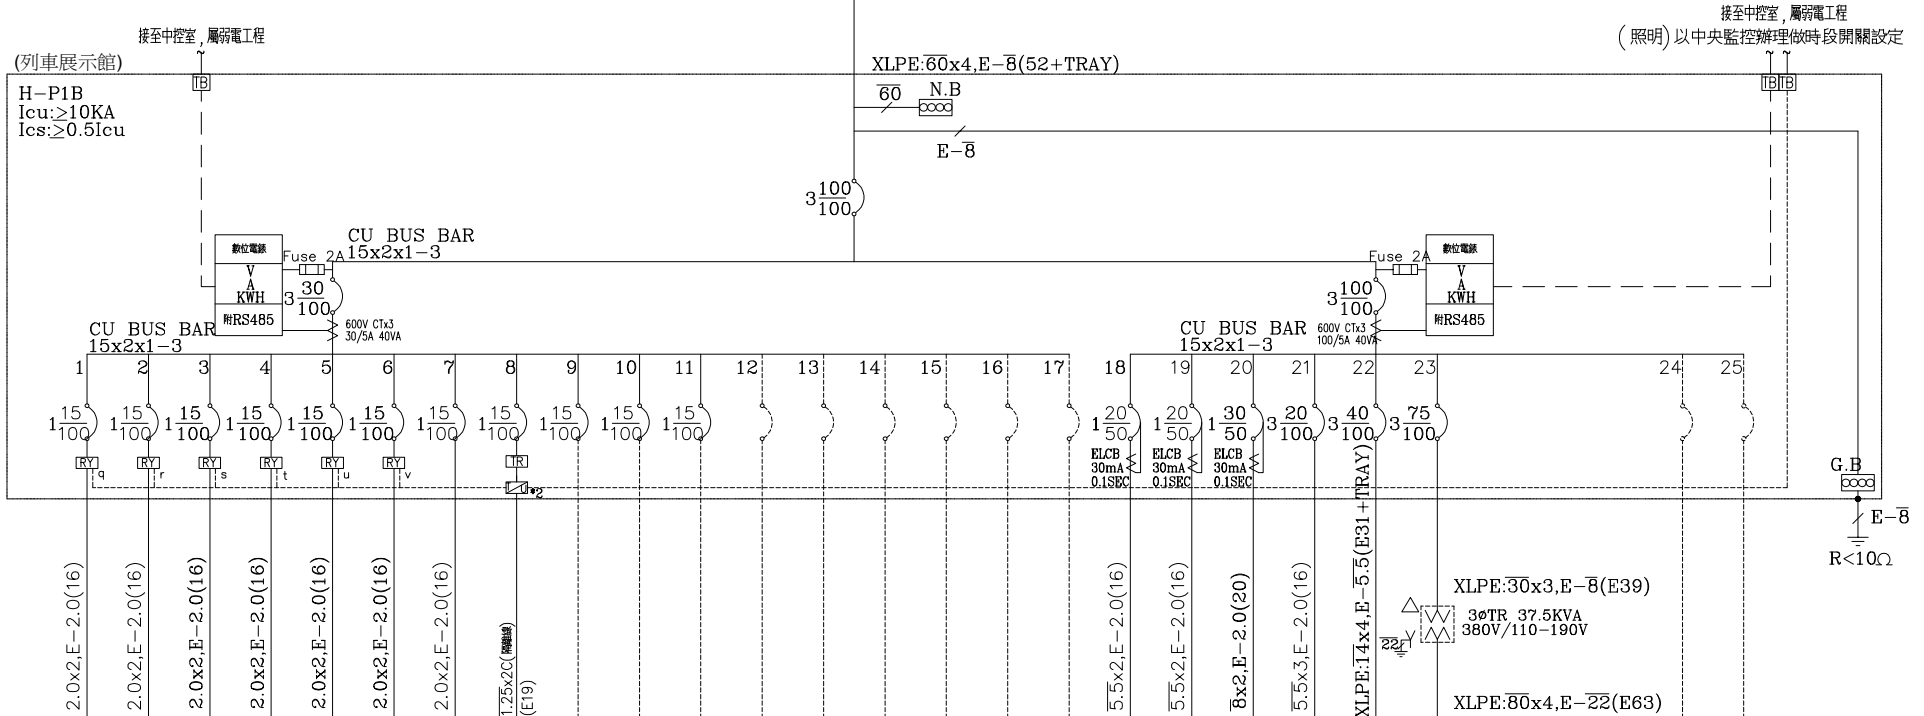 接至中控室，屬弱電工程
接至中控室，屬弱電工程
(照明)以中央監控辦理做時段開關設定
(列車展示館)
XLPE:60x4,E-8(52+TRAY)
TB
TB TB
H-P1B
Icu:≥10KA
Ics:≥0.5Icu
60
N.B
E-8
3 100/100
CU BUS BAR
15x2x1-3
數位電錶
V
A
KWH
附RS485
Fuse 2A
3 30/100
600V CTx3
30/5A 40VA
數位電錶
V
A
KWH
附RS485
Fuse 2A
3 100/100
600V CTx3
100/5A 40VA
CU BUS BAR
15x2x1-3
CU BUS BAR
15x2x1-3
1 2 3 4 5 6 7 8 9 10 11 12 13 14 15 16 17 18 19 20 21 22 23 24 25
1 15/100 1 15/100 1 15/100 1 15/100 1 15/100 1 15/100 1 15/100 1 15/100 1 15/100 1 15/100 1 15/100 1 20/50 1 20/50 1 30/50 3 20/100 3 40/100 3 75/100
RY RY RY RY RY RY TR
q r s t u v
*2
ELCB
30mA
0.1SEC
ELCB
30mA
0.1SEC
ELCB
30mA
0.1SEC
G.B
E-8
R<10Ω
2.0x2,E-2.0(16)
2.0x2,E-2.0(16)
2.0x2,E-2.0(16)
2.0x2,E-2.0(16)
2.0x2,E-2.0(16)
2.0x2,E-2.0(16)
2.0x2,E-2.0(16)
1.25x2C(隔離線)
(E19)
5.5x2,E-2.0(16)
5.5x2,E-2.0(16)
8x2,E-2.0(20)
5.5x3,E-2.0(16)
XLPE:14x4,E-5.5(E31+TRAY)
XLPE:30x3,E-8(E39)
3øTR 37.5KVA
380V/110-190V
22
XLPE:80x4,E-22(E63)